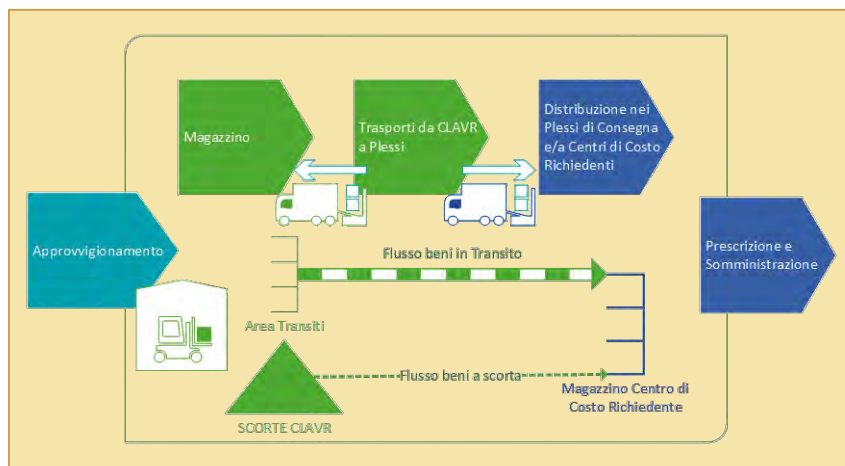 Magazzino
Trasporti da CLAVR
a Plessi
Distribuzione nei
Plessi di Consegna
e/a Centri di Costo
Richiedenti
Approvvigionamento
Prescrizione e
Somministrazione
Flusso beni in Transito
Area Transiti
Flusso beni a scorta
Magazzino Centro di
Costo Richiedente
SCORTE CLAVR